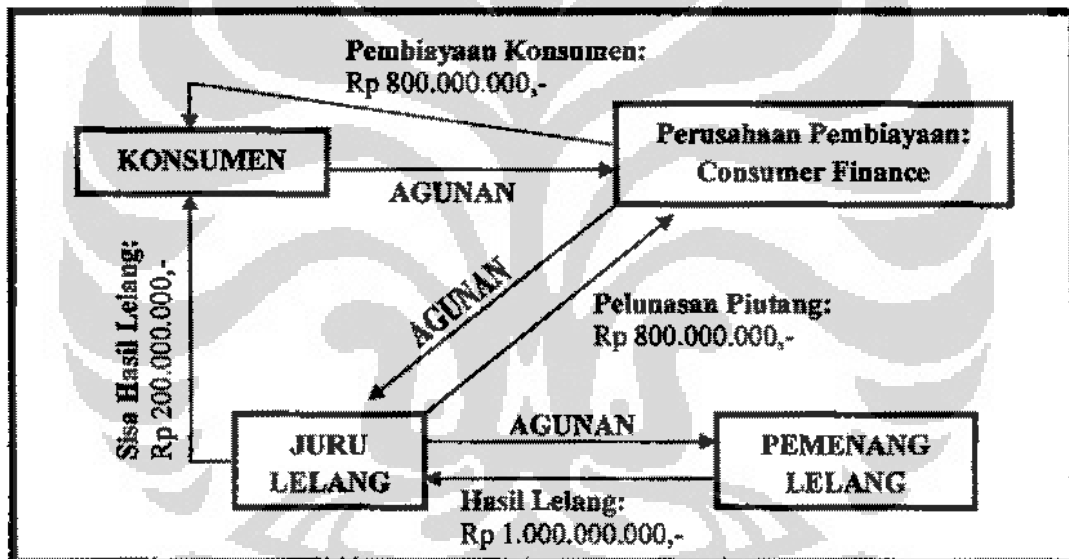 Pembiayaan Konsumen:
Rp 800.000.000,-
KONSUMEN
Perusahaan Pembiayaan:
Consumer Finance
AGUNAN
AGUNAN
Sisa Hasil Lelang:
Rp 200.000.000,-
Pelunasan Piutang:
Rp 800.000.000,-
JURU
LELANG
AGUNAN
PEMENANG
LELANG
Hasil Lelang:
Rp 1.000.000.000,-